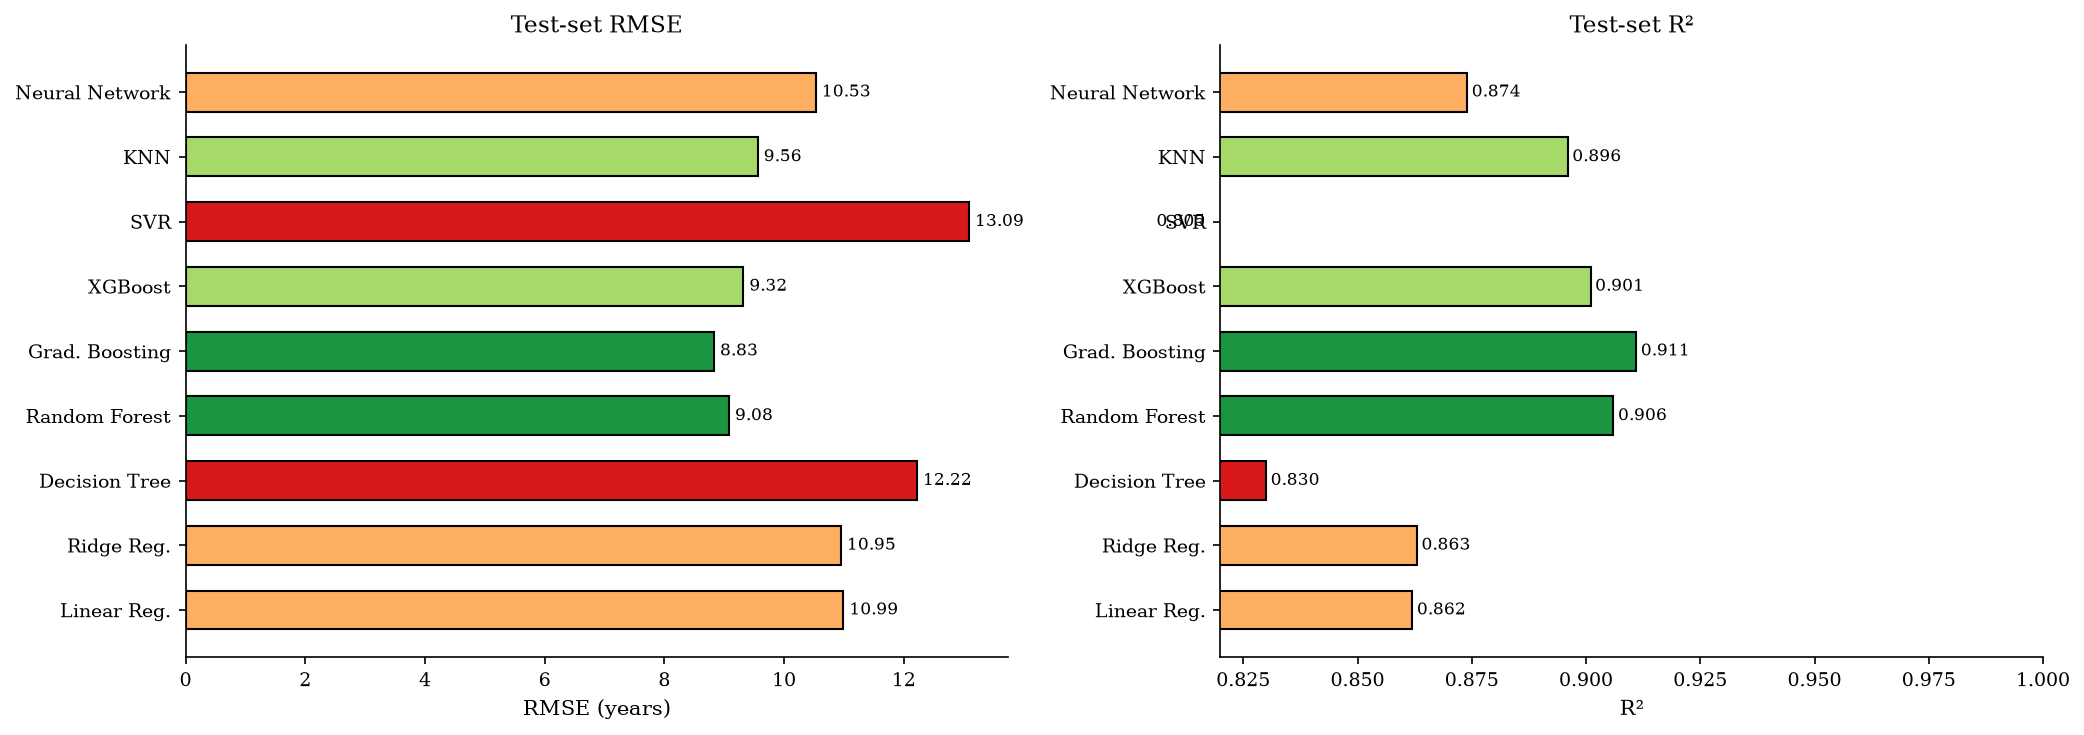 Test-set RMSE
Neural Network
10.53
KNN
9.56
SVR
13.09
XGBoost
9.32
Grad. Boosting
8.83
Random Forest
9.08
Decision Tree
12.22
Ridge Reg.
10.95
Linear Reg.
10.99
0 2 4 6 8 10 12
RMSE (years)
Test-set R²
Neural Network
0.874
KNN
0.896
SVR
XGBoost
0.901
Grad. Boosting
0.911
Random Forest
0.906
Decision Tree
0.830
Ridge Reg.
0.863
Linear Reg.
0.862
0.825 0.850 0.875 0.900 0.925 0.950 0.975 1.000
R²